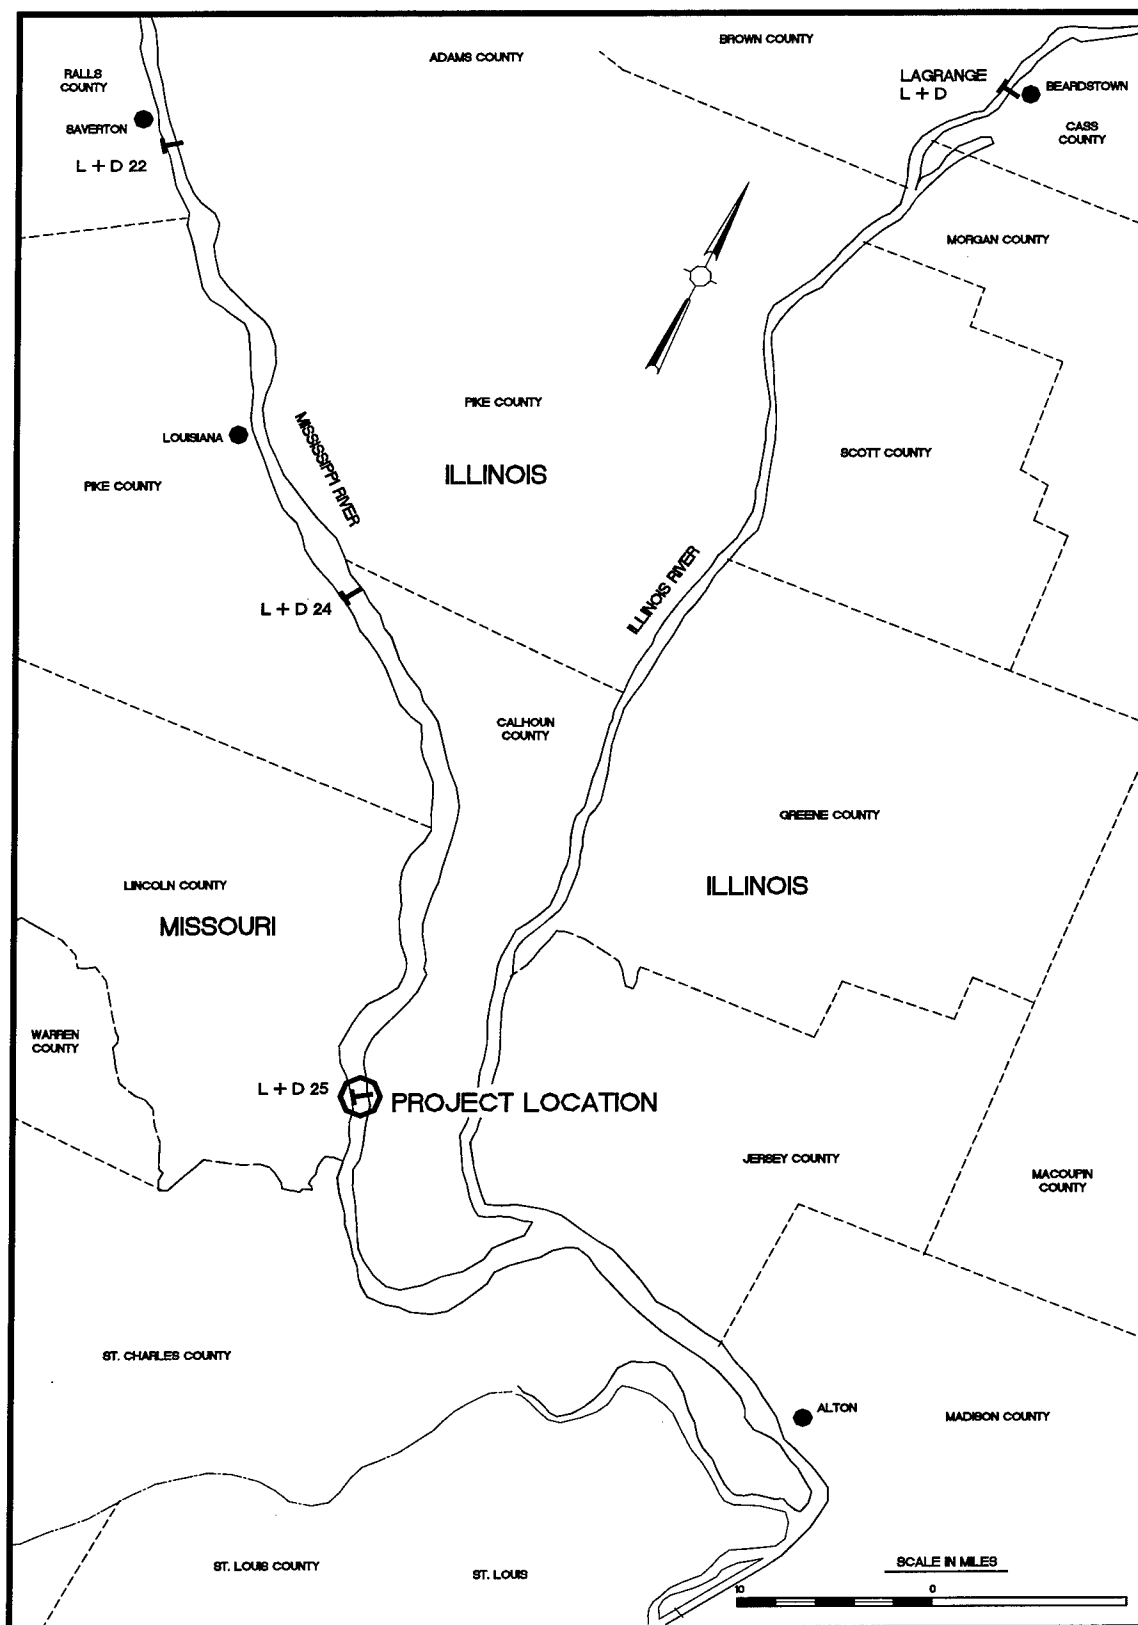 BROWN COUNTY
ADAMS COUNTY
RALLS
COUNTY
LAGRANGE
L + D
BEARDSTOWN
SAVERTON
CASS
COUNTY
L + D 22
MORGAN COUNTY
PIKE COUNTY
LOUISIANA
MISSISSIPPI RIVER
SCOTT COUNTY
ILLINOIS
PIKE COUNTY
ILLINOIS RIVER
L + D 24
CALHOUN
COUNTY
GREENE COUNTY
LINCOLN COUNTY
ILLINOIS
MISSOURI
WARREN
COUNTY
L + D 25
PROJECT LOCATION
JERSEY COUNTY
MACOUPIN
COUNTY
ST. CHARLES COUNTY
ALTON
MADISON COUNTY
ST. LOUIS COUNTY
ST. LOUIS
SCALE IN MILES
10 0